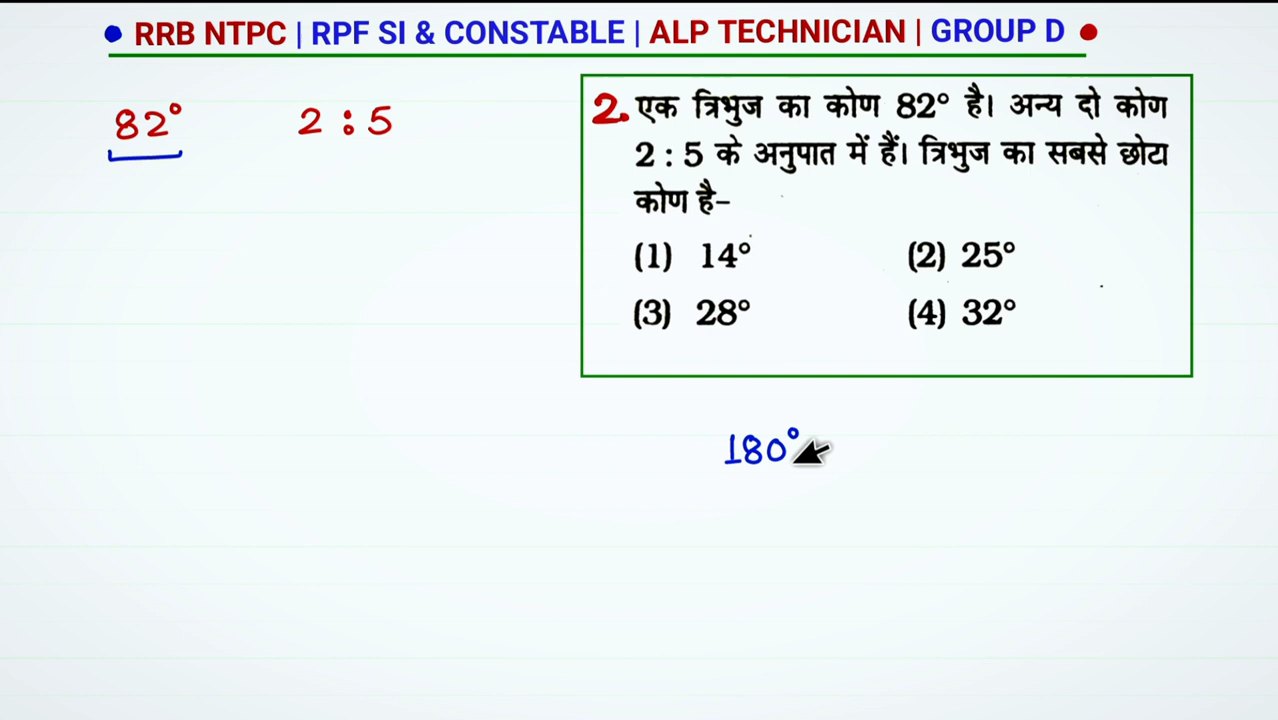 ● RRB NTPC | RPF SI & CONSTABLE | ALP TECHNICIAN | GROUP D ●
82° 2 : 5
2. एक त्रिभुज का कोण 82° है। अन्य दो कोण
2 : 5 के अनुपात में हैं। त्रिभुज का सबसे छोटा
कोण है–
(1) 14° (2) 25°
(3) 28° (4) 32°
180°